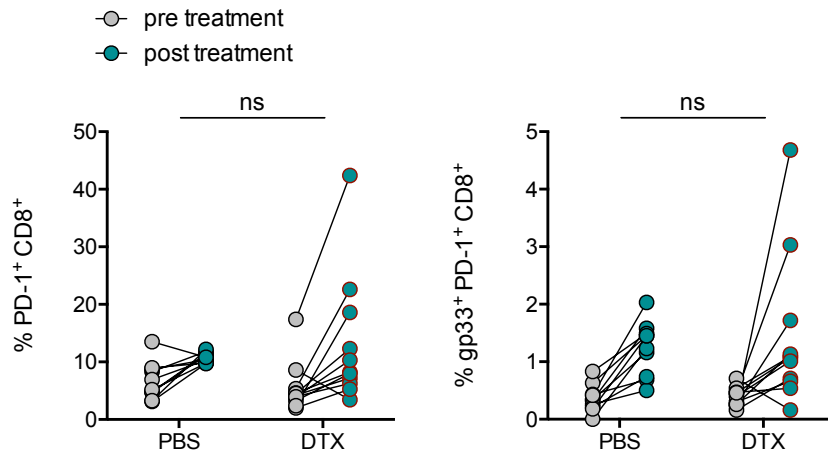 pre treatment
post treatment
ns
% PD-1⁺ CD8⁺
50
40
30
20
10
0
PBS
DTX
ns
% gp33⁺ PD-1⁺ CD8⁺
5
4
3
2
1
0
PBS
DTX